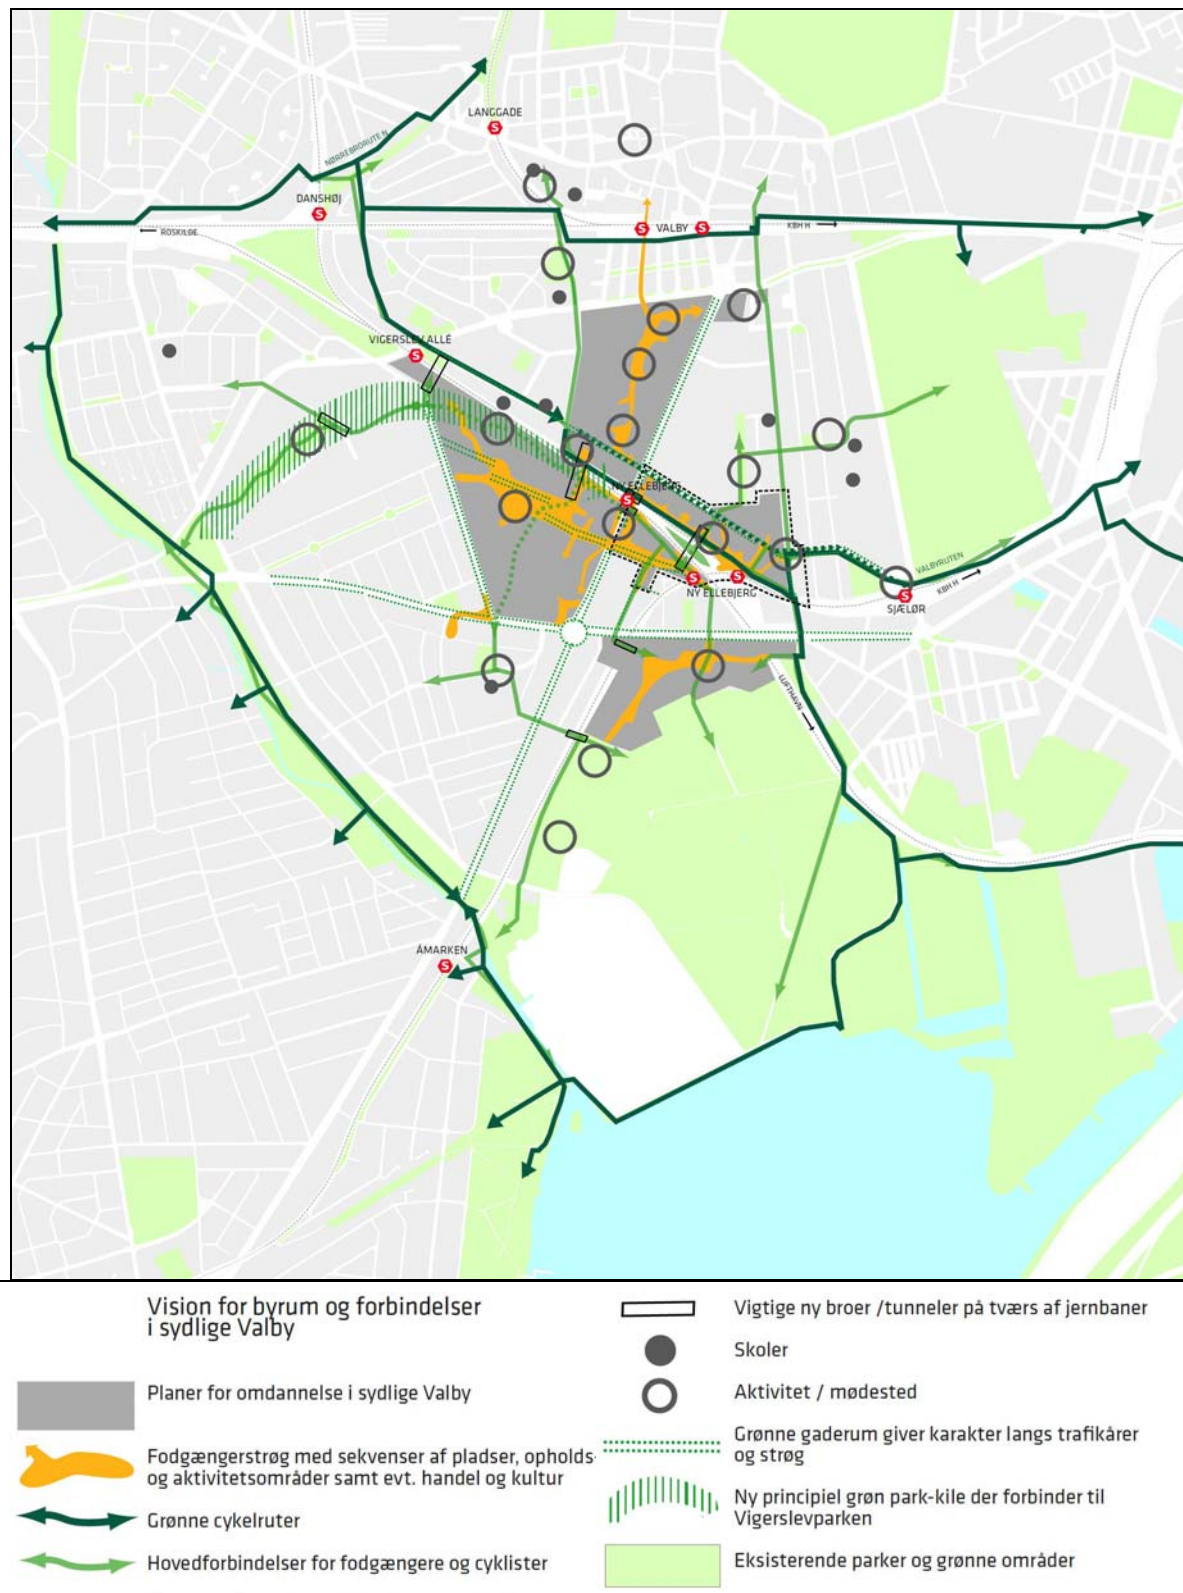 LANGGADE
S
NØRREBRORUTEN
DANSHØJ
S
ROSKILDE
S VALBY S
KBH H
VIGERSLEV ALLÉ
S
NY ELLEBJERG
S
S
S
NY ELLEBJERG
VALBYRUTEN
KBH H
S
SJÆLØR
LUFTHAVN
ÅMARKEN
S
Vision for byrum og forbindelser
i sydlige Valby
Planer for omdannelse i sydlige Valby
Fodgængerstrøg med sekvenser af pladser, opholds-
og aktivitetsområder samt evt. handel og kultur
Grønne cykelruter
Hovedforbindelser for fodgængere og cyklister
Vigtige ny broer /tunneler på tværs af jernbaner
Skoler
Aktivitet / mødested
Grønne gaderum giver karakter langs trafikårer
og strøg
Ny principiel grøn park-kile der forbinder til
Vigerslevparken
Eksisterende parker og grønne områder